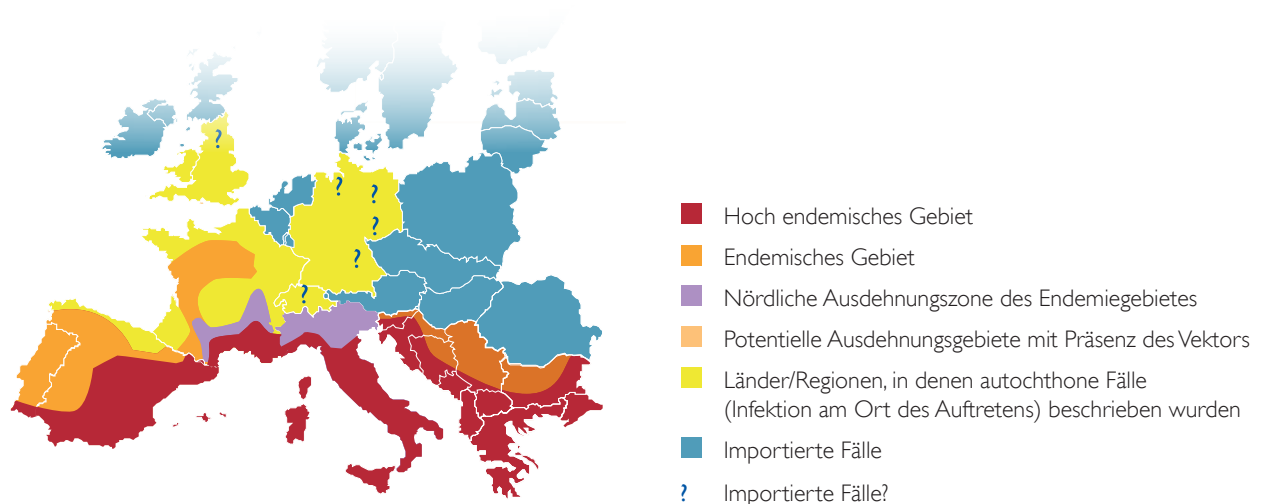 ?
?
?
?
?
?
Hoch endemisches Gebiet
Endemisches Gebiet
Nördliche Ausdehnungszone des Endemiegebietes
Potentielle Ausdehnungsgebiete mit Präsenz des Vektors
Länder/Regionen, in denen autochthone Fälle
(Infektion am Ort des Auftretens) beschrieben wurden
Importierte Fälle
? Importierte Fälle?